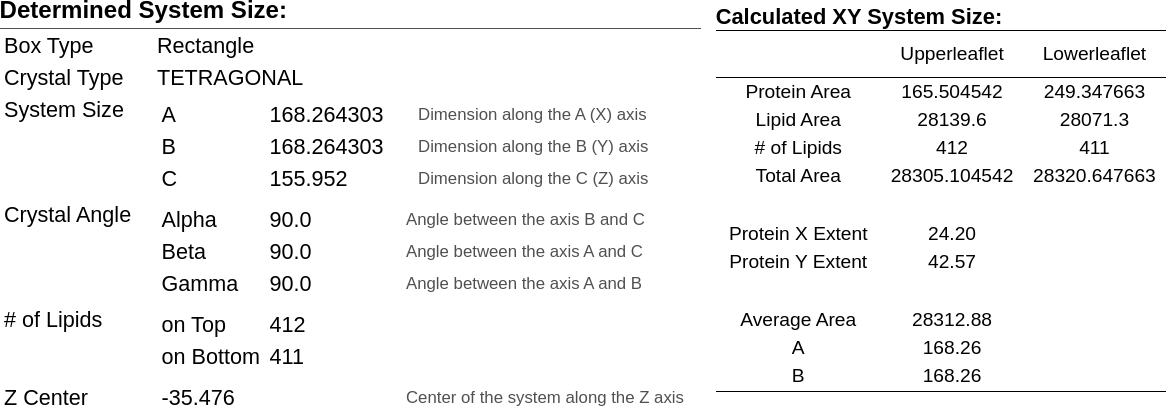 Determined System Size:
Box Type Rectangle
Crystal Type TETRAGONAL
System Size A 168.264303 Dimension along the A (X) axis
B 168.264303 Dimension along the B (Y) axis
C 155.952 Dimension along the C (Z) axis
Crystal Angle Alpha 90.0 Angle between the axis B and C
Beta 90.0 Angle between the axis A and C
Gamma 90.0 Angle between the axis A and B
# of Lipids on Top 412
on Bottom 411
Z Center -35.476 Center of the system along the Z axis
Calculated XY System Size:
Upperleaflet Lowerleaflet
Protein Area 165.504542 249.347663
Lipid Area 28139.6 28071.3
# of Lipids 412 411
Total Area 28305.104542 28320.647663
Protein X Extent 24.20
Protein Y Extent 42.57
Average Area 28312.88
A 168.26
B 168.26